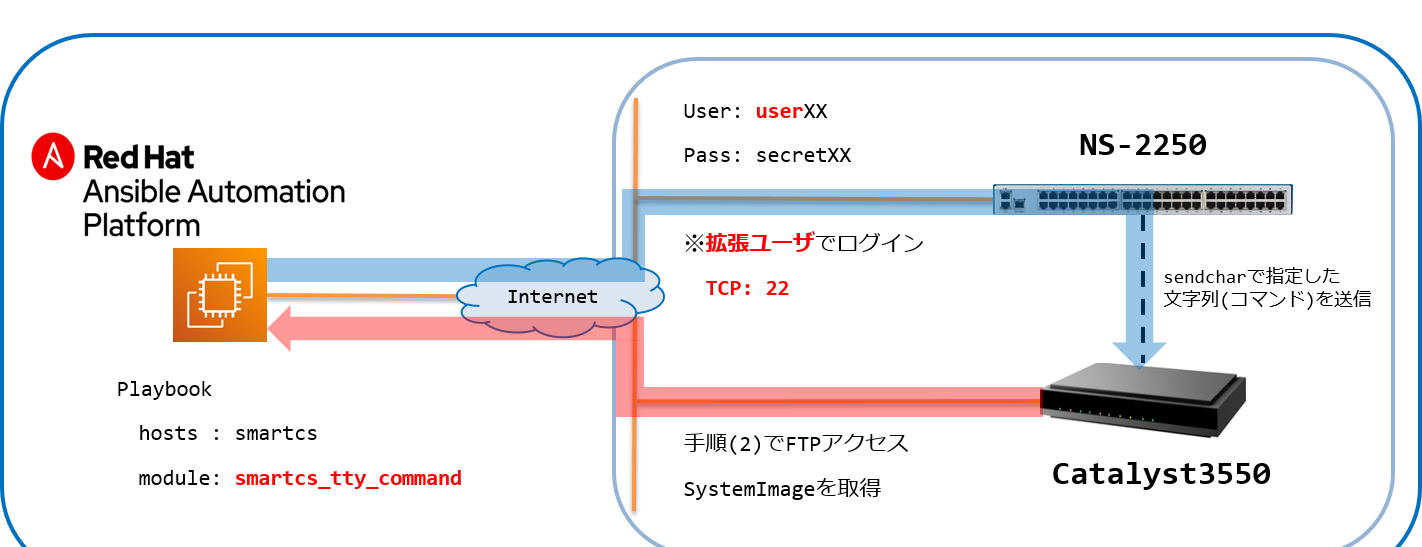 Red Hat
Ansible Automation
Platform
User: userXX
Pass: secretXX
NS-2250
※拡張ユーザでログイン
TCP: 22
Internet
sendcharで指定した
文字列(コマンド)を送信
Playbook
hosts : smartcs
module: smartcs_tty_command
手順(2)でFTPアクセス
SystemImageを取得
Catalyst3550